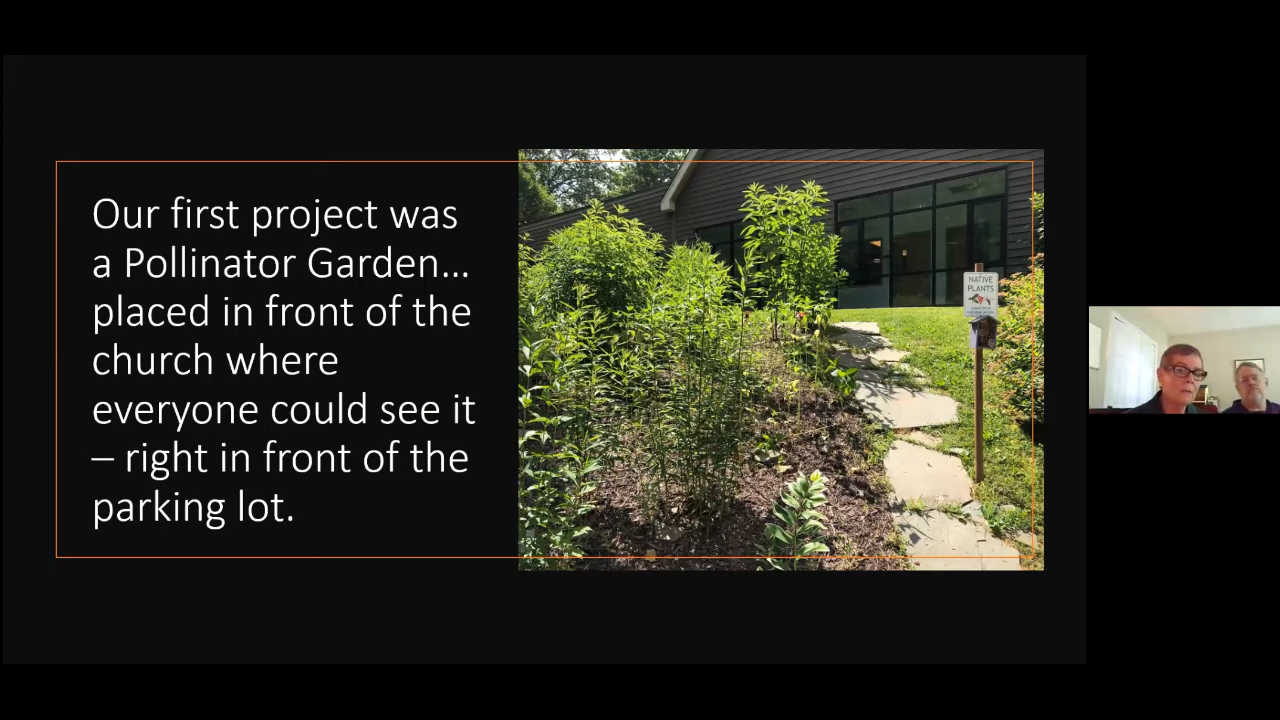 Our first project was
a Pollinator Garden...
placed in front of the
church where
everyone could see it
– right in front of the
parking lot.
NATIVE
PLANTS